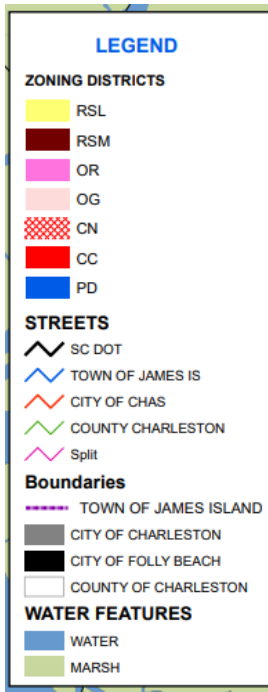 LEGEND
ZONING DISTRICTS
RSL
RSM
OR
OG
CN
CC
PD
STREETS
SC DOT
TOWN OF JAMES IS
CITY OF CHAS
COUNTY CHARLESTON
Split
Boundaries
TOWN OF JAMES ISLAND
CITY OF CHARLESTON
CITY OF FOLLY BEACH
COUNTY OF CHARLESTON
WATER FEATURES
WATER
MARSH